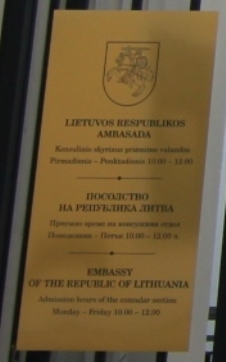 LIETUVOS RESPUBLIKOS
AMBASADA
Konsulinio skyriaus priėmimo valandos
Pirmadienis – Penktadienis 10.00 – 12.00
ПОСОЛСТВО
НА РЕПУБЛИКА ЛИТВА
Приемно време на консулския отдел
Понеделник – Петък 10.00 – 12.00 ч.
EMBASSY
OF THE REPUBLIC OF LITHUANIA
Admission hours of the consular section
Monday – Friday 10.00 – 12.00